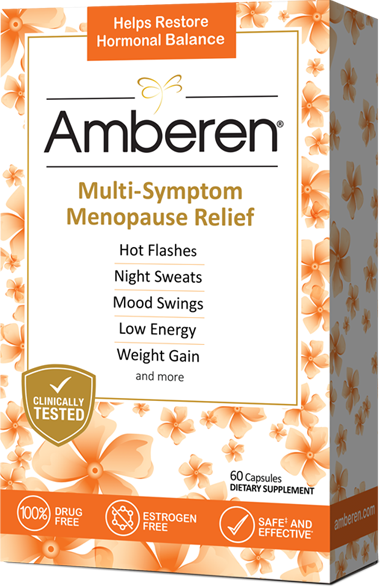 Helps Restore
Hormonal Balance
Amberen®
Multi-Symptom
Menopause Relief
Hot Flashes
Night Sweats
Mood Swings
Low Energy
Weight Gain
and more
CLINICALLY
TESTED
60 Capsules
DIETARY SUPPLEMENT
100% DRUG
FREE
ESTROGEN
FREE
SAFE‡ AND
EFFECTIVE*
amberen.com